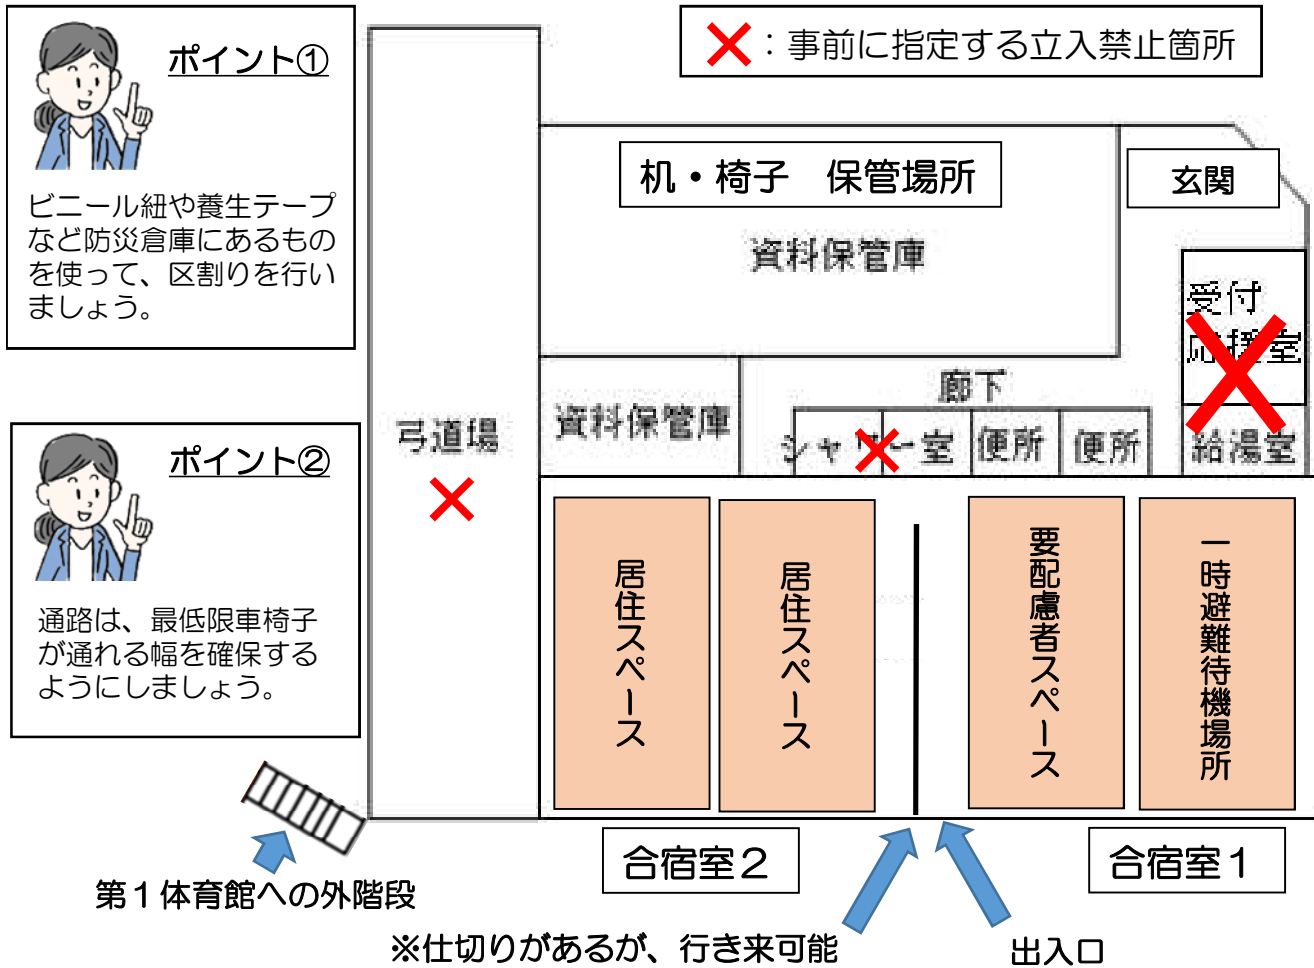 ポイント①
ビニール紐や養生テープ
など防災倉庫にあるもの
を使って、区割りを行い
ましょう。
×：事前に指定する立入禁止箇所
机・椅子　保管場所
玄関
資料保管庫
受付
応援室
廊下
資料保管庫
弓道場
シャワー室
便所
便所
給湯室
ポイント②
通路は、最低限車椅子
が通れる幅を確保する
ようにしましょう。
居住スペース
居住スペース
要配慮者スペース
一時避難待機場所
合宿室２
合宿室１
第１体育館への外階段
※仕切りがあるが、行き来可能
出入口